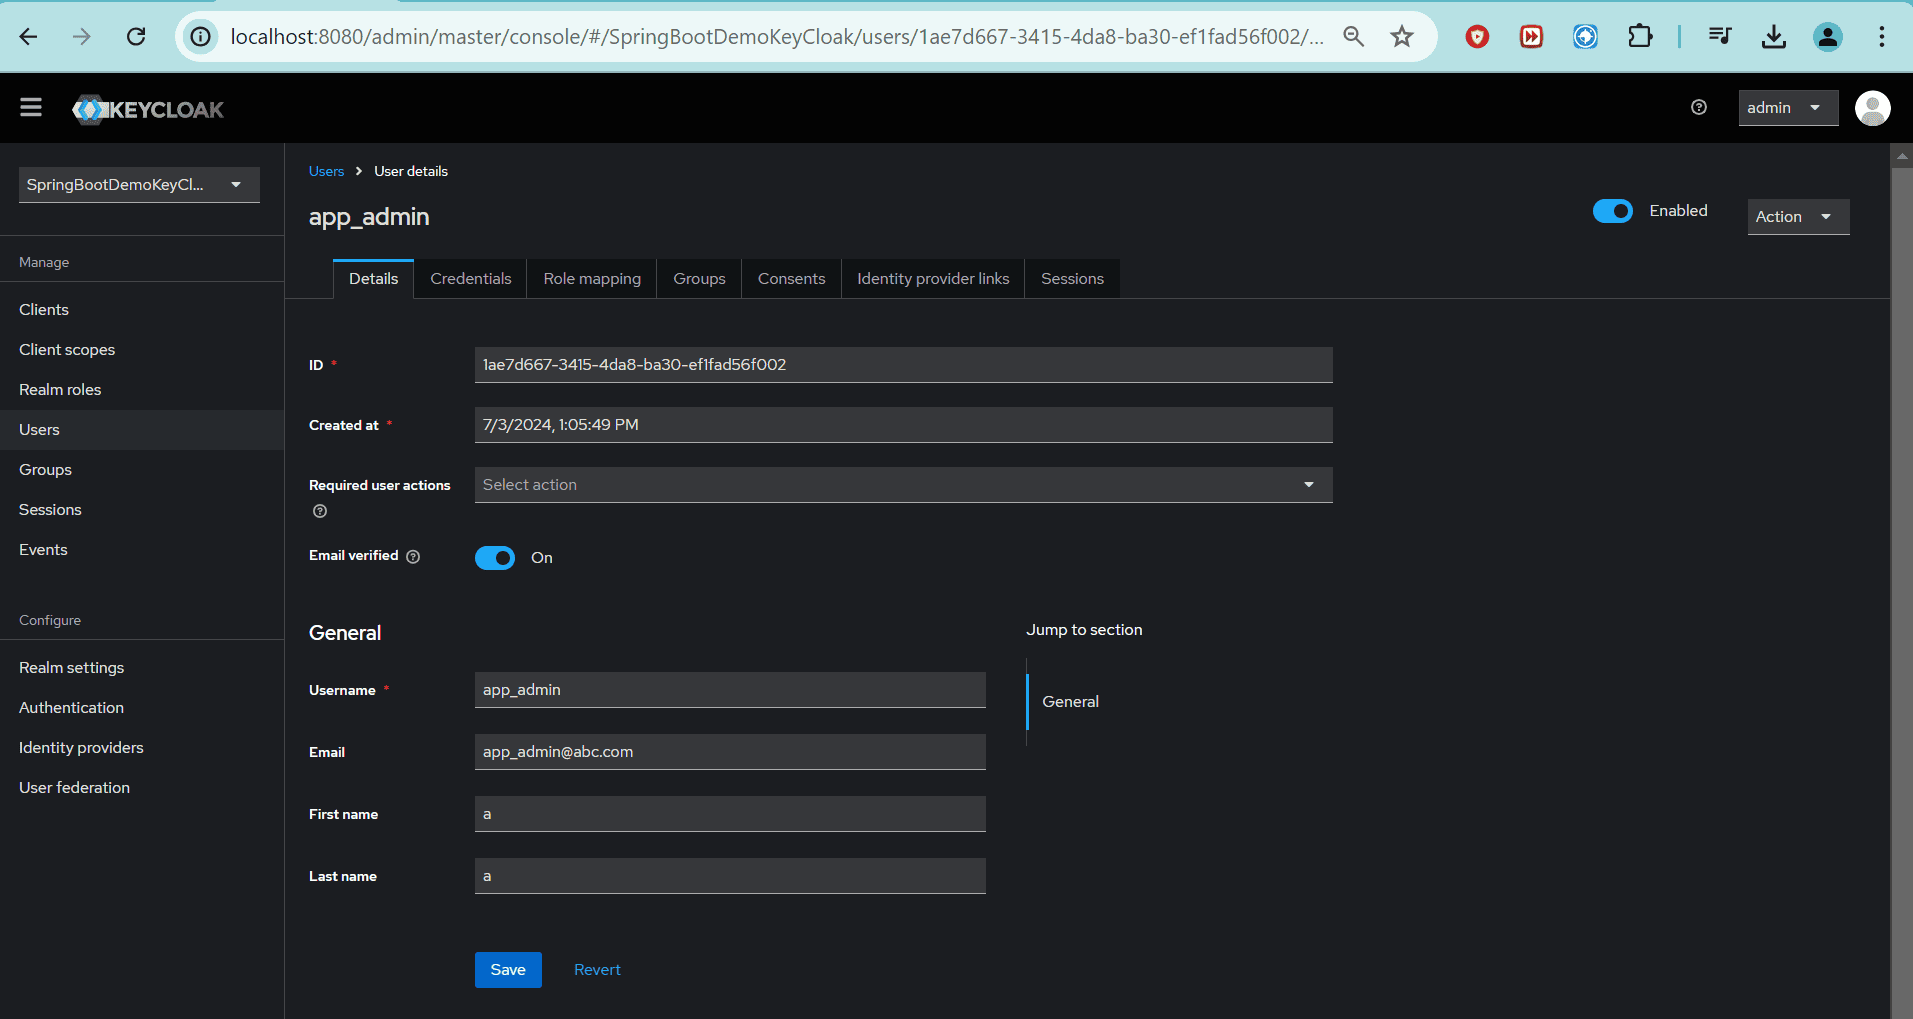 localhost:8080/admin/master/console/#/SpringBootDemoKeyCloak/users/1ae7d667-3415-4da8-ba30-ef1fad56f002/...
KEYCLOAK
admin
SpringBootDemoKeyCl...
Manage
Clients
Client scopes
Realm roles
Users
Groups
Sessions
Events
Configure
Realm settings
Authentication
Identity providers
User federation
Users > User details
app_admin
Enabled
Action
Details Credentials Role mapping Groups Consents Identity provider links Sessions
ID * 1ae7d667-3415-4da8-ba30-ef1fad56f002
Created at * 7/3/2024, 1:05:49 PM
Required user actions Select action
Email verified On
General
Username * app_admin
Email app_admin@abc.com
First name a
Last name a
Save Revert
Jump to section
General